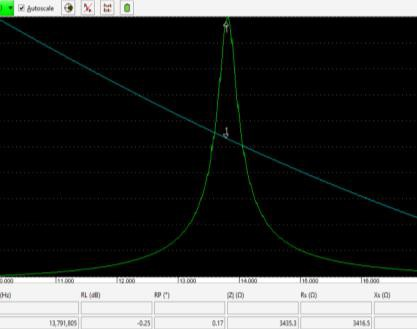 Autoscale
0.000 11.000 12.000 13.000 14.000 15.000 16.000
(Hz) RL (dB) RP (°) |Z| (Ω) Rs (Ω) Xs (Ω)
13,791,805 -0.25 0.17 3435.3 3416.5